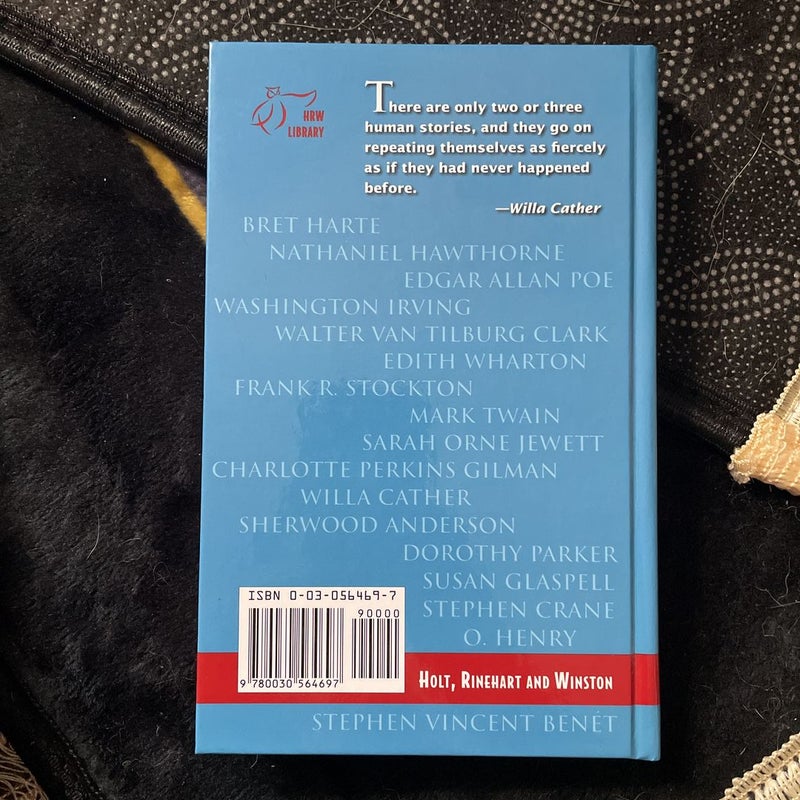 HRW
LIBRARY
There are only two or three
human stories, and they go on
repeating themselves as fiercely
as if they had never happened
before.
—Willa Cather
BRET HARTE
NATHANIEL HAWTHORNE
EDGAR ALLAN POE
WASHINGTON IRVING
WALTER VAN TILBURG CLARK
EDITH WHARTON
FRANK R. STOCKTON
MARK TWAIN
SARAH ORNE JEWETT
CHARLOTTE PERKINS GILMAN
WILLA CATHER
SHERWOOD ANDERSON
DOROTHY PARKER
SUSAN GLASPELL
STEPHEN CRANE
O. HENRY
ISBN 0-03-056469-7
90000
9 780030 564697
HOLT, RINEHART AND WINSTON
STEPHEN VINCENT BENÉT